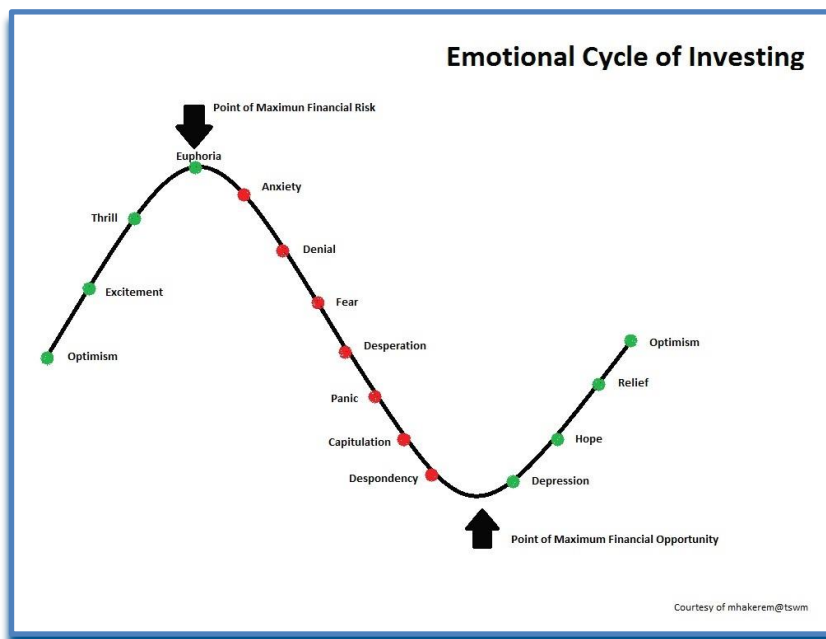 Emotional Cycle of Investing
Point of Maximun Financial Risk
Euphoria
Anxiety
Thrill
Denial
Excitement
Fear
Optimism
Desperation
Panic
Capitulation
Despondency
Optimism
Relief
Hope
Depression
Point of Maximum Financial Opportunity
Courtesy of mhakerem@tswm